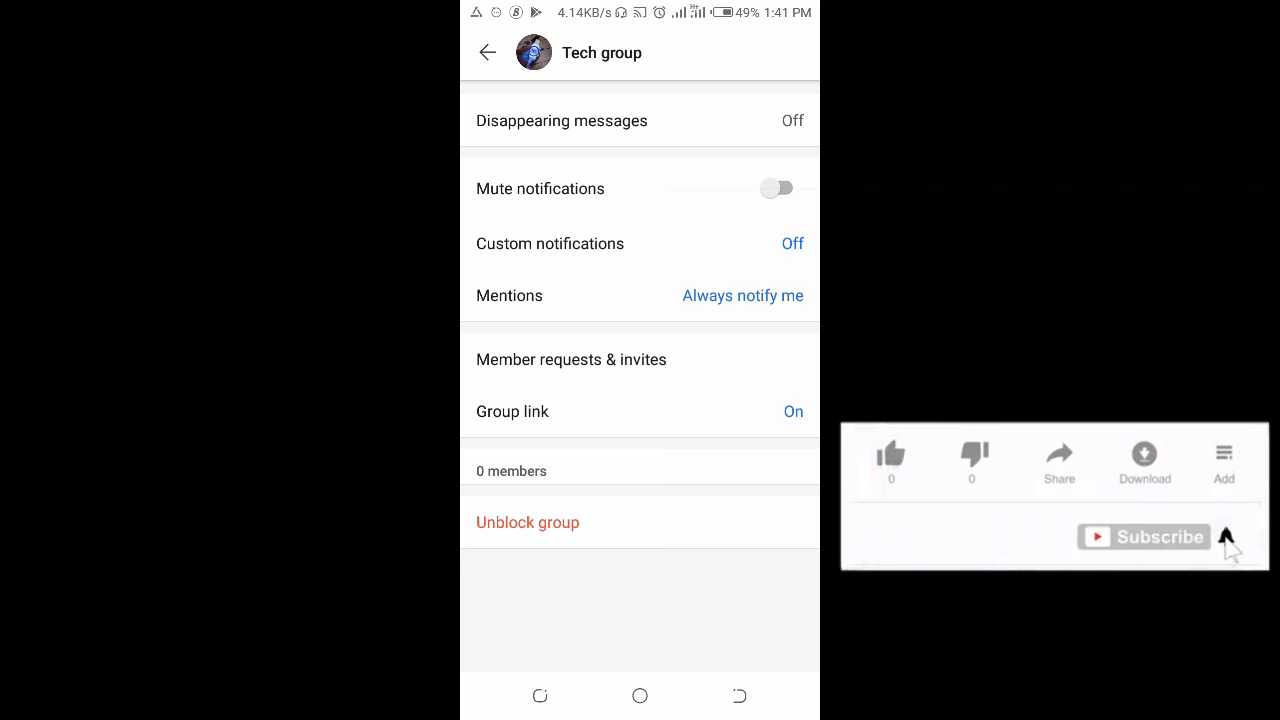 4.14KB/s 49% 1:41 PM
Tech group
Disappearing messages Off
Mute notifications
Custom notifications Off
Mentions Always notify me
Member requests & invites
Group link On
0 members
Unblock group
0 0 Share Download Add
Subscribe